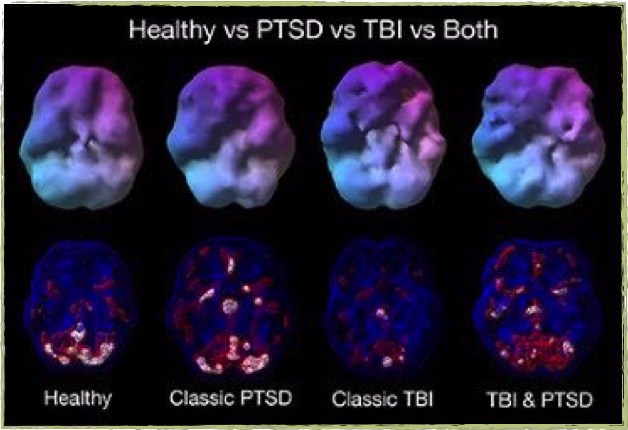 Healthy vs PTSD vs TBI vs Both
Healthy
Classic PTSD
Classic TBI
TBI & PTSD